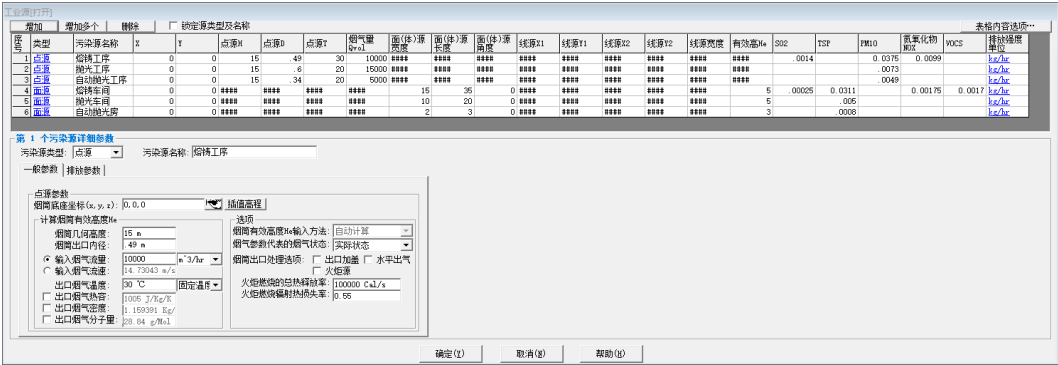 工业源[打开]
增加 增加多个 删除 锁定源类型及名称 表格内容选项…
序号 类型 污染源名称 X Y 点源H 点源D 点源T 烟气量Qvol 面(体)源宽度 面(体)源长度 面(体)源角度 线源X1 线源Y1 线源X2 线源Y2 线源宽度 有效高He SO2 TSP PM10 氮氧化物NOX VOCS 排放强度单位
1 点源 熔铸工序 0 0 15 .49 30 10000 #### #### #### #### #### #### #### #### #### .0014 0.0375 0.0099 kg/hr
2 点源 抛光工序 0 0 15 .6 20 15000 #### #### #### #### #### #### #### #### #### .0073 kg/hr
3 点源 自动抛光工序 0 0 15 .34 20 5000 #### #### #### #### #### #### #### #### #### .0049 kg/hr
4 面源 熔铸车间 0 0 #### #### #### #### 15 35 0 #### #### #### #### #### 5 .00025 0.0311 0.00175 0.0017 kg/hr
5 面源 抛光车间 0 0 #### #### #### #### 10 20 0 #### #### #### #### #### 5 .005 kg/hr
6 面源 自动抛光房 0 0 #### #### #### #### 2 3 0 #### #### #### #### #### 3 .0008 kg/hr
第 1 个污染源详细参数
污染源类型: 点源 污染源名称: 熔铸工序
一般参数 排放参数
点源参数
烟筒底座坐标(x,y,z): 0,0,0 插值高程
计算烟筒有效高度He
烟筒几何高度: 15 m
烟筒出口内径: .49 m
输入烟气流量: 10000 m^3/hr
输入烟气流速: 14.73043 m/s
出口烟气温度: 30 ℃ 固定温度
出口烟气热容: 1005 J/Kg/K
出口烟气密度: 1.159391 Kg/
出口烟气分子量: 28.84 g/Mol
选项
烟筒有效高度He输入方法: 自动计算
烟气参数代表的烟气状态: 实际状态
烟筒出口处理选项: 出口加盖 水平出气
火炬源
火炬燃烧的总热释放率: 100000 Cal/s
火炬燃烧辐射热损失率: 0.55
确定(Y) 取消(N) 帮助(H)